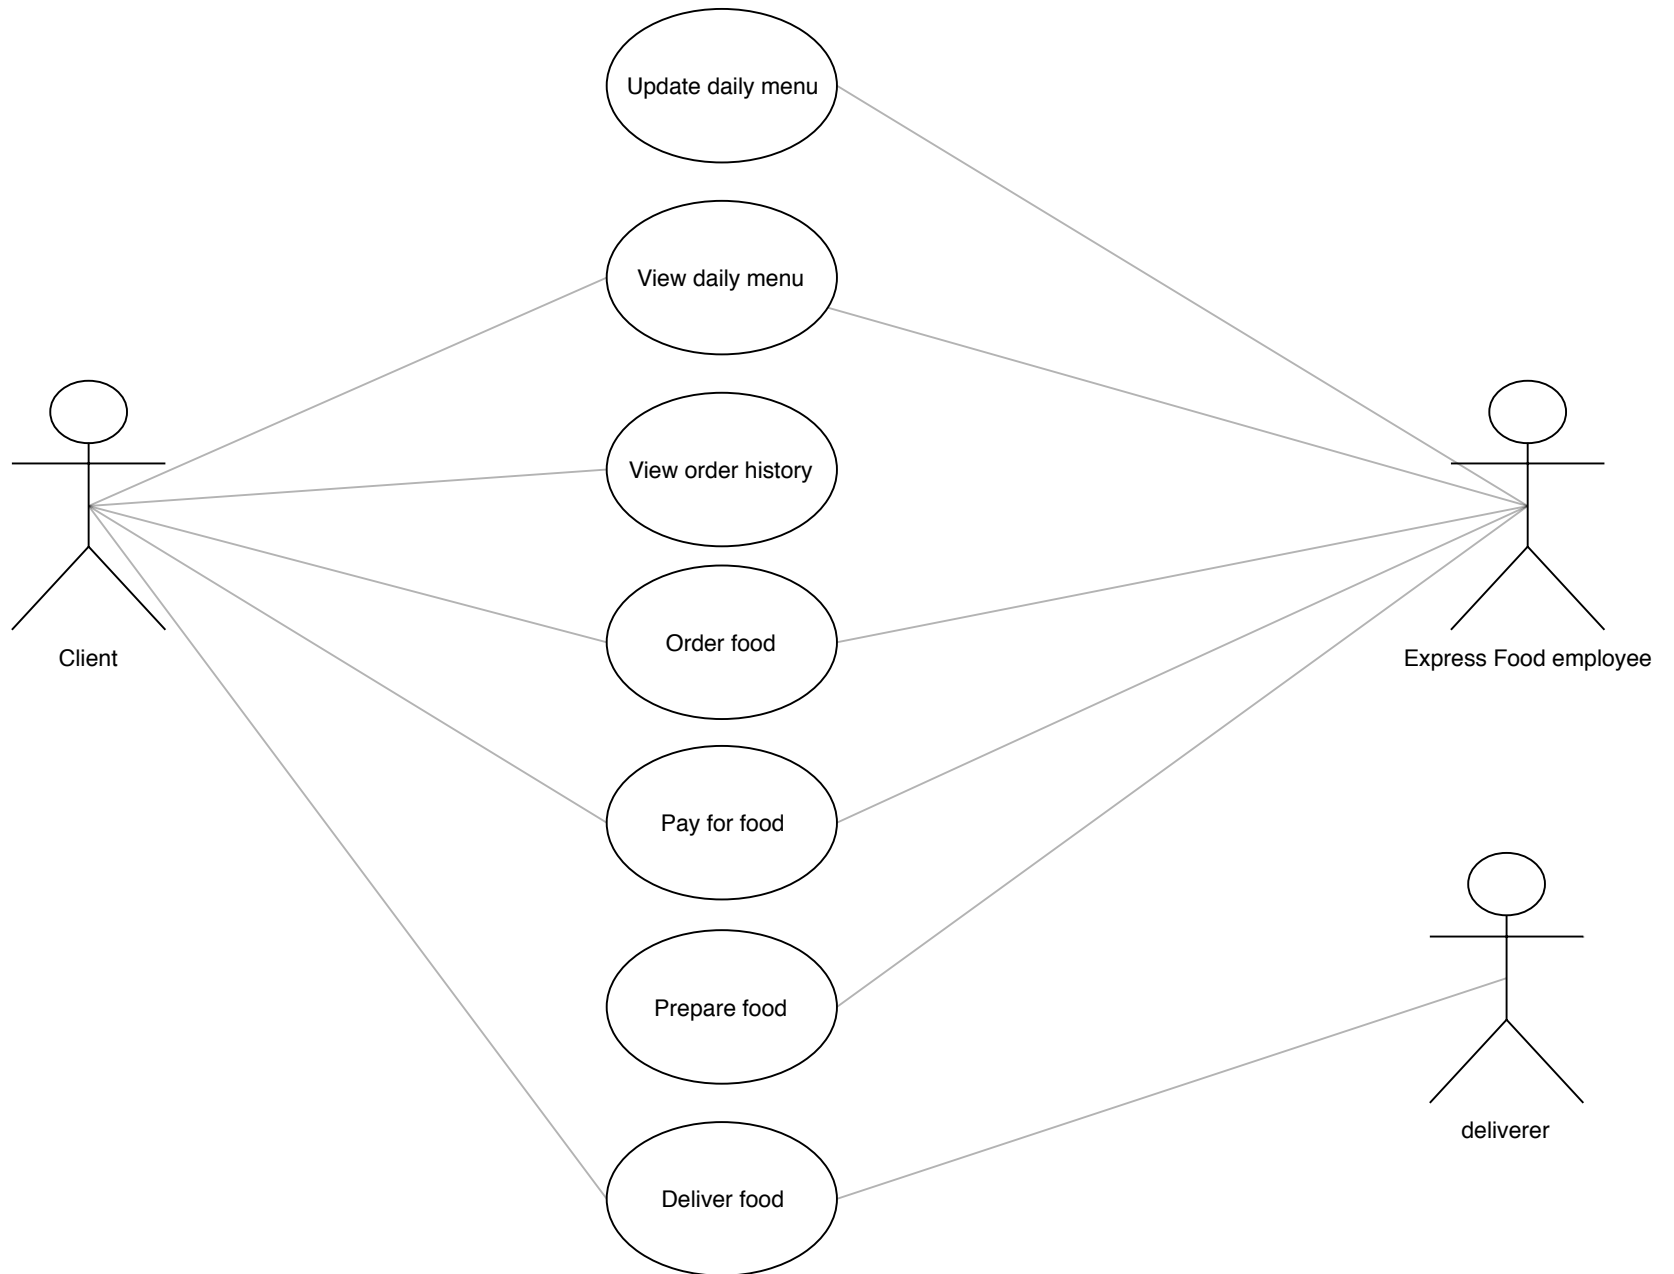 Update daily menu
View daily menu
View order history
Client
Order food
Express Food employee
Pay for food
Prepare food
deliverer
Deliver food